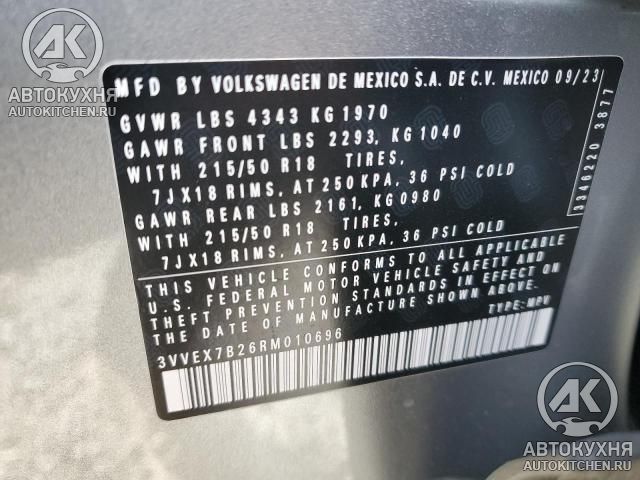 AK
АВТОКУХНЯ
AUTOKITCHEN.RU
MFD BY VOLKSWAGEN DE MEXICO S.A. DE C.V. MEXICO 09/23
GVWR LBS 4343 KG 1970
GAWR FRONT LBS 2293, KG 1040
WITH 215/50 R18 TIRES,
7JX18 RIMS, AT 250 KPA, 36 PSI COLD
GAWR REAR LBS 2161, KG 0980
WITH 215/50 R18 TIRES,
7JX18 RIMS, AT 250 KPA, 36 PSI COLD
THIS VEHICLE CONFORMS TO ALL APPLICABLE
U.S. FEDERAL MOTOR VEHICLE SAFETY AND
THEFT PREVENTION STANDARDS IN EFFECT ON
THE DATE OF MANUFACTURE SHOWN ABOVE.
TYPE: MPV
3VVEX7B26RM010696
3346220 3877
AK
АВТОКУХНЯ
AUTOKITCHEN.RU